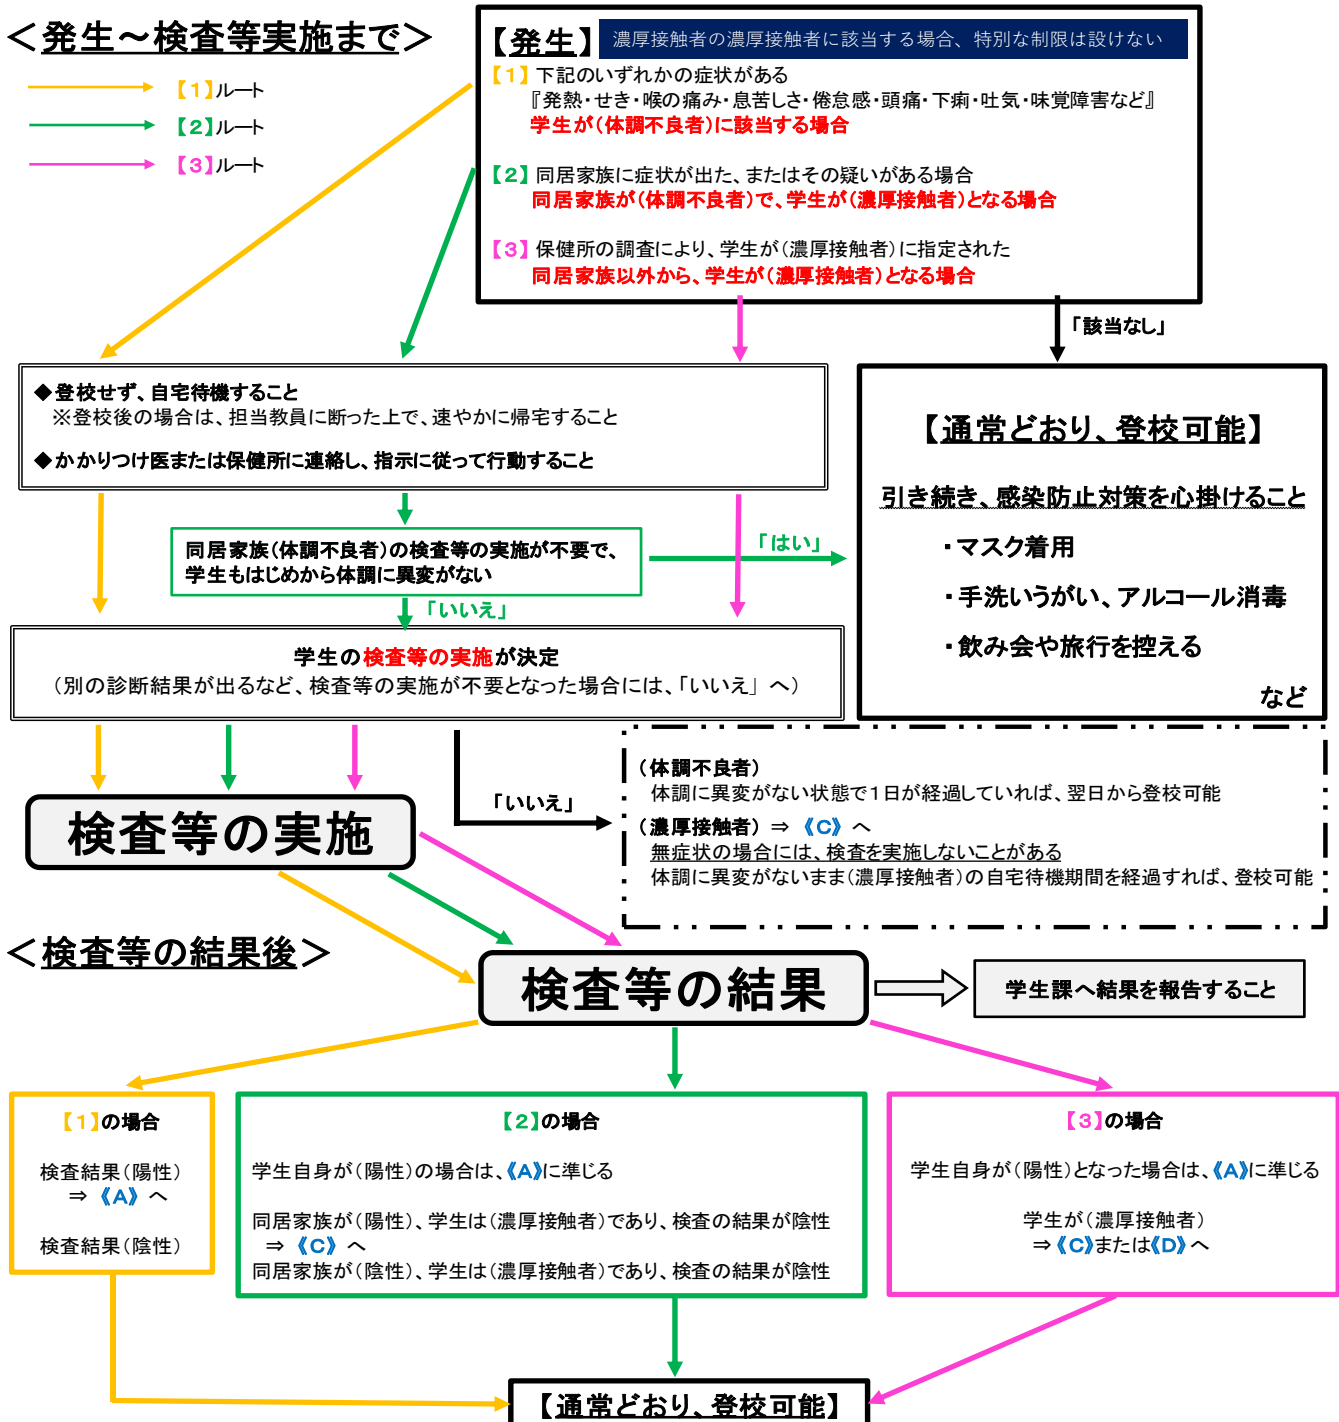 ＜発生～検査等実施まで＞
【1】ルート
【2】ルート
【3】ルート
【発生】
濃厚接触者の濃厚接触者に該当する場合、特別な制限は設けない
【1】下記のいずれかの症状がある
『発熱・せき・喉の痛み・息苦しさ・倦怠感・頭痛・下痢・吐気・味覚障害など』
学生が（体調不良者）に該当する場合
【2】同居家族に症状が出た、またはその疑いがある場合
同居家族が（体調不良者）で、学生が（濃厚接触者）となる場合
【3】保健所の調査により、学生が（濃厚接触者）に指定された
同居家族以外から、学生が（濃厚接触者）となる場合
「該当なし」
◆登校せず、自宅待機すること
※登校後の場合は、担当教員に断った上で、速やかに帰宅すること
◆かかりつけ医または保健所に連絡し、指示に従って行動すること
【通常どおり、登校可能】
引き続き、感染防止対策を心掛けること
・マスク着用
・手洗いうがい、アルコール消毒
・飲み会や旅行を控える
など
同居家族（体調不良者）の検査等の実施が不要で、
学生もはじめから体調に異変がない
「はい」
「いいえ」
学生の検査等の実施が決定
（別の診断結果が出るなど、検査等の実施が不要となった場合には、「いいえ」へ）
検査等の実施
「いいえ」
（体調不良者）
体調に異変がない状態で１日が経過していれば、翌日から登校可能
（濃厚接触者）⇒ 《C》 へ
無症状の場合には、検査を実施しないことがある
体調に異変がないまま（濃厚接触者）の自宅待機期間を経過すれば、登校可能
＜検査等の結果後＞
検査等の結果
学生課へ結果を報告すること
【1】の場合
検査結果（陽性）
⇒ 《A》 へ
検査結果（陰性）
【2】の場合
学生自身が（陽性）の場合は、《A》に準じる
同居家族が（陽性）、学生は（濃厚接触者）であり、検査の結果が陰性
⇒ 《C》 へ
同居家族が（陰性）、学生は（濃厚接触者）であり、検査の結果が陰性
【3】の場合
学生自身が（陽性）となった場合は、《A》に準じる
学生が（濃厚接触者）
⇒《C》または《D》へ
【通常どおり、登校可能】